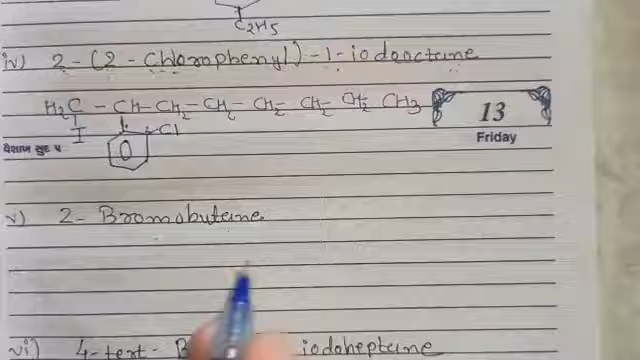 C2H5
iv) 2-(2-Chlorophenyl)-1-iodooctane
H2C - CH-CH2-CH2-CH2-CH2 CH2 CH3
I Cl
13
Friday
વૈશાખ સુદ ૫
v) 2-Bromobutane
vi) 4-tert- iodoheptane